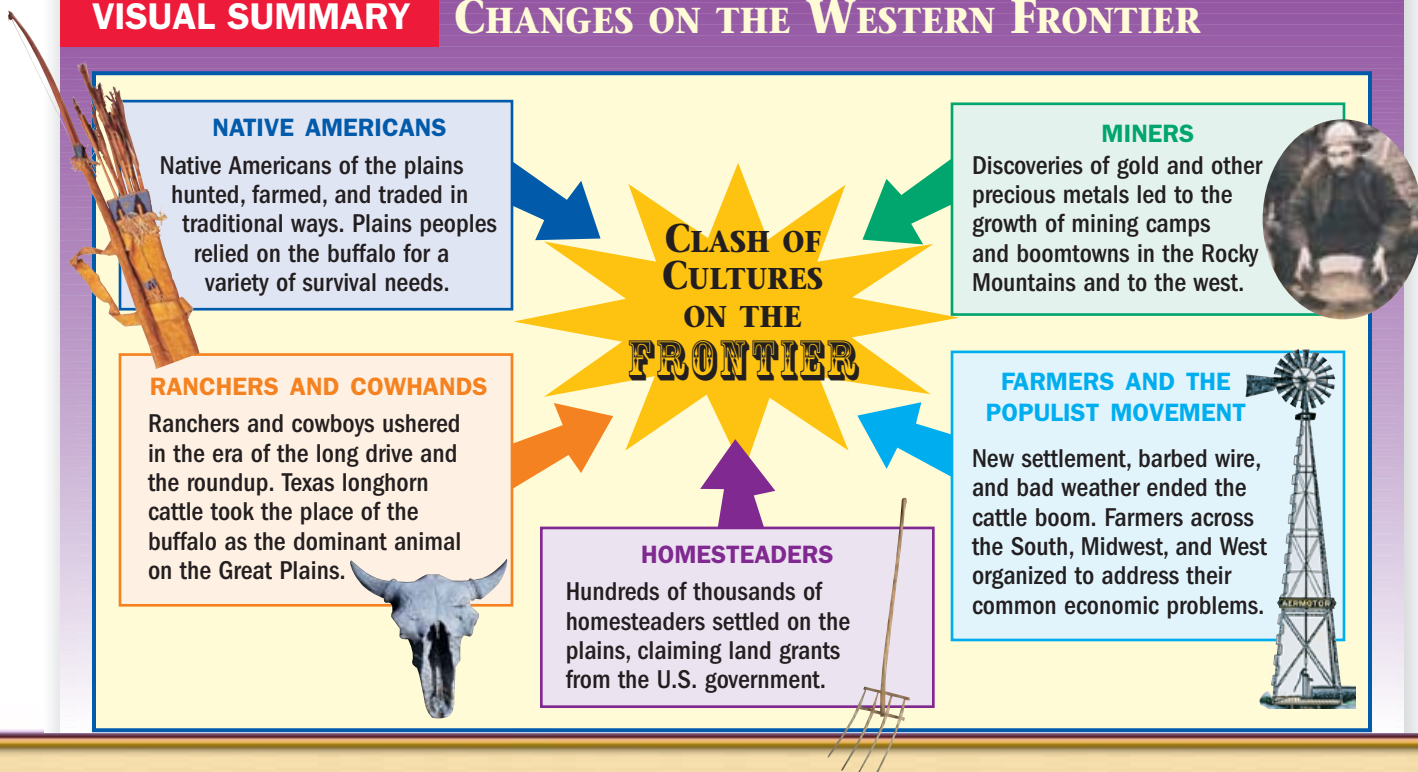 VISUAL SUMMARY
CHANGES ON THE WESTERN FRONTIER
NATIVE AMERICANS
Native Americans of the plains
hunted, farmed, and traded in
traditional ways. Plains peoples
relied on the buffalo for a
variety of survival needs.
MINERS
Discoveries of gold and other
precious metals led to the
growth of mining camps
and boomtowns in the Rocky
Mountains and to the west.
CLASH OF
CULTURES
ON THE
FRONTIER
RANCHERS AND COWHANDS
Ranchers and cowboys ushered
in the era of the long drive and
the roundup. Texas longhorn
cattle took the place of the
buffalo as the dominant animal
on the Great Plains.
FARMERS AND THE
POPULIST MOVEMENT
New settlement, barbed wire,
and bad weather ended the
cattle boom. Farmers across
the South, Midwest, and West
organized to address their
common economic problems.
AERMOTOR
HOMESTEADERS
Hundreds of thousands of
homesteaders settled on the
plains, claiming land grants
from the U.S. government.